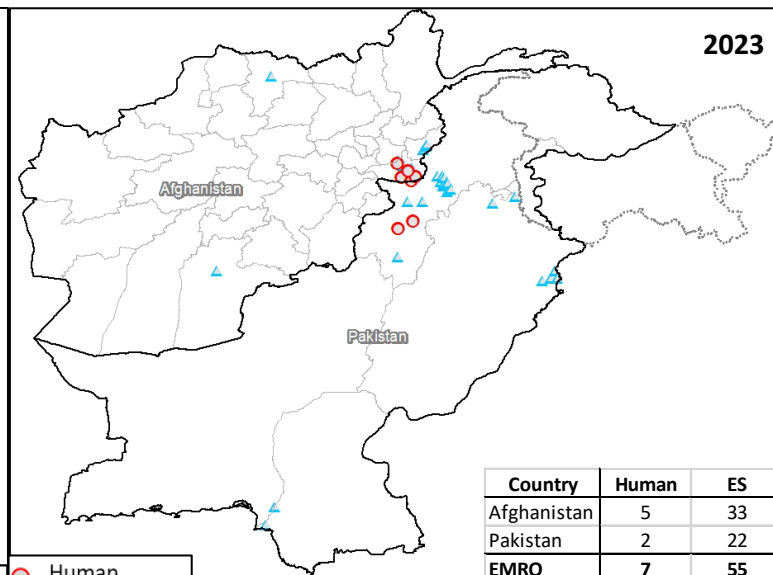 2023
Afghanistan
Pakistan
Country Human ES
Afghanistan 5 33
Pakistan 2 22
EMRO 7 55
Human